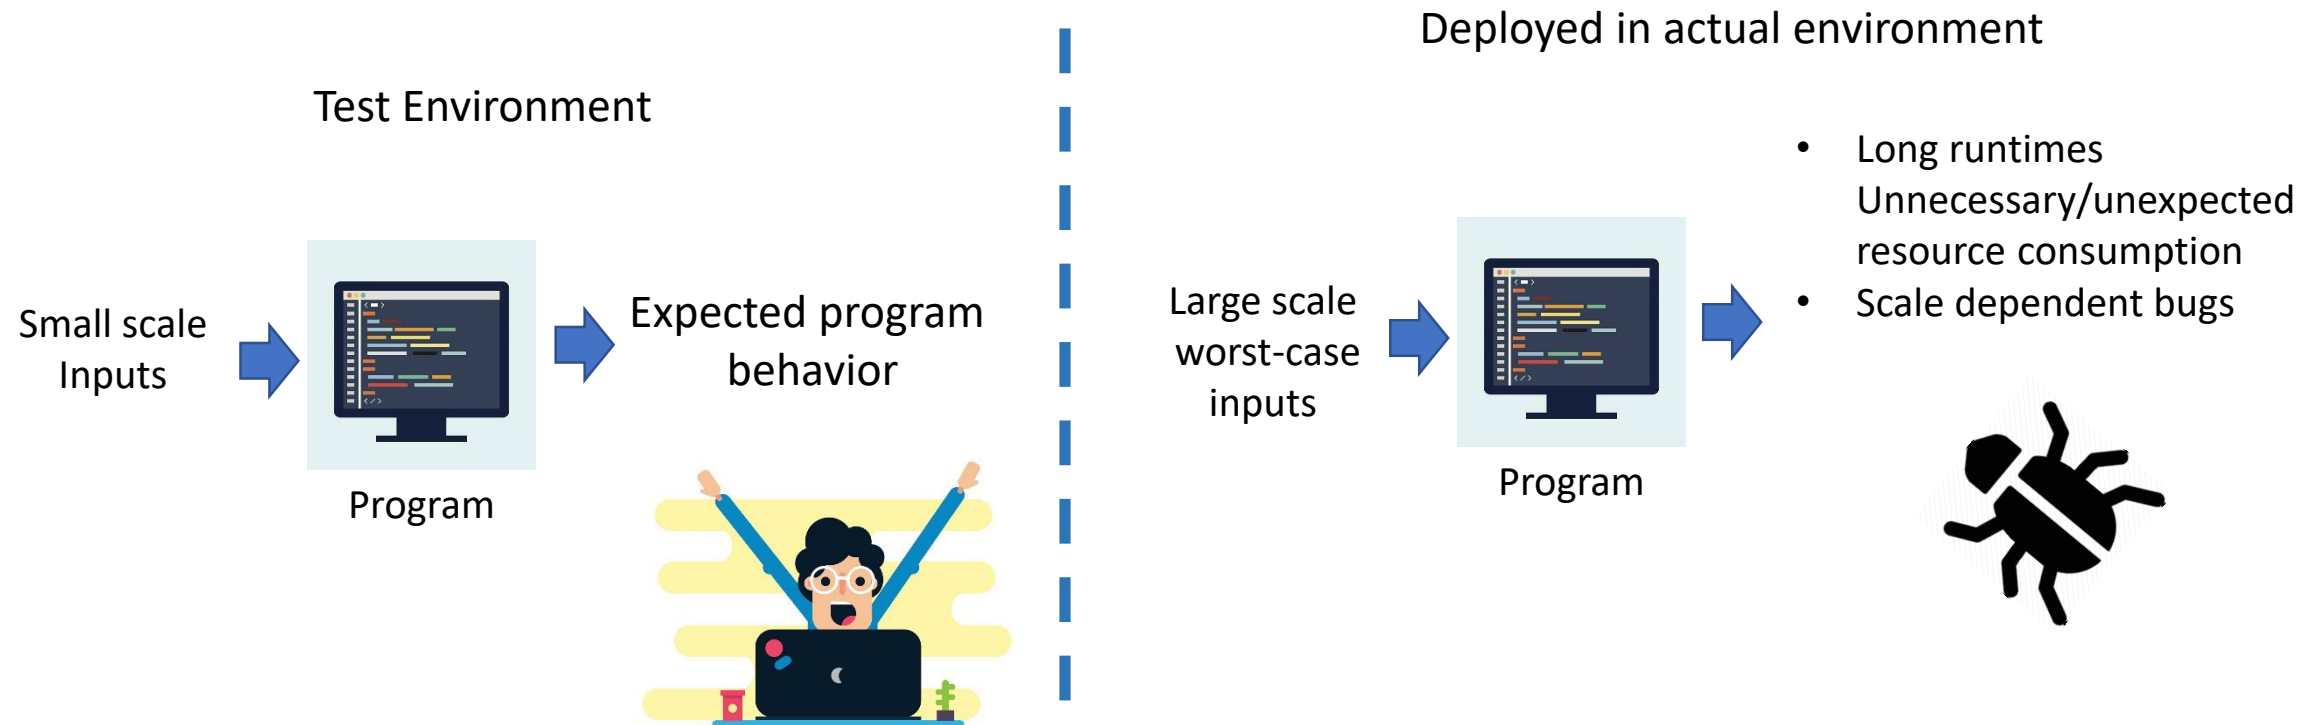 Test Environment
Small scale
Inputs
Program
Expected program
behavior
Deployed in actual environment
Large scale
worst-case
inputs
Program
• Long runtimes
Unnecessary/unexpected
resource consumption
• Scale dependent bugs